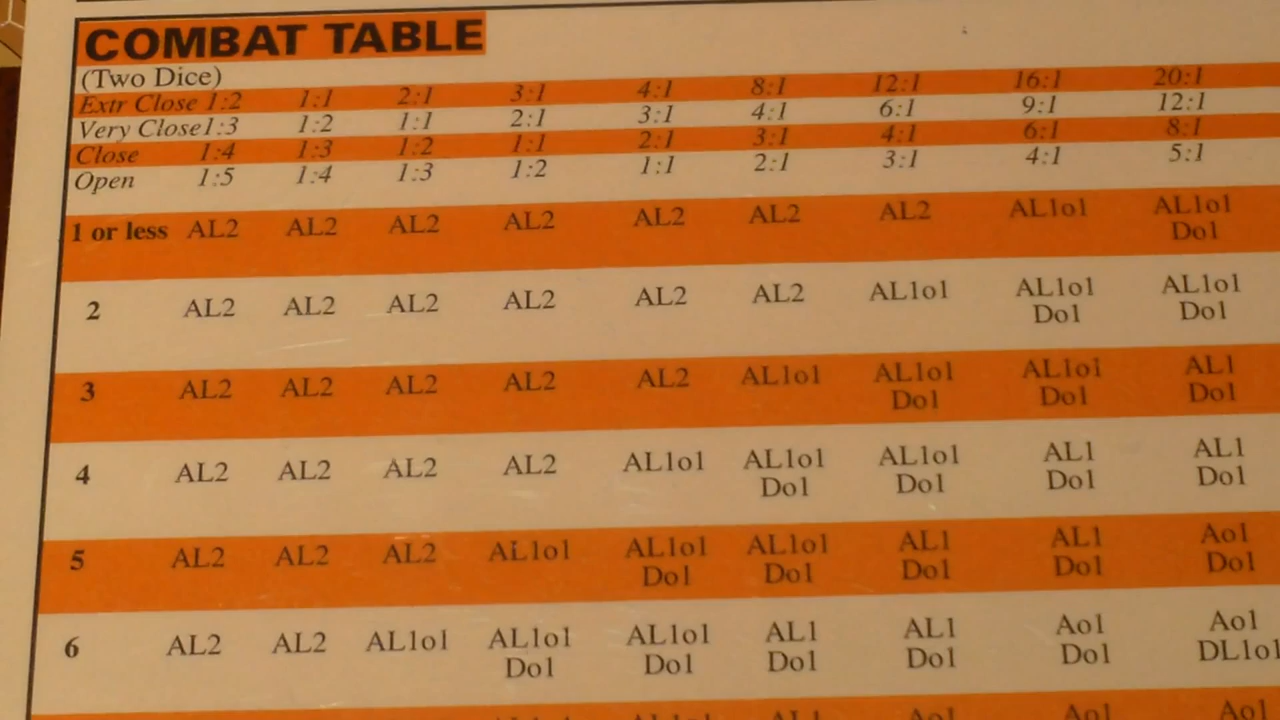 COMBAT TABLE
(Two Dice)
Extr Close 1:2 1:1 2:1 3:1 4:1 8:1 12:1 16:1 20:1
Very Close 1:3 1:2 1:1 2:1 3:1 4:1 6:1 9:1 12:1
Close 1:4 1:3 1:2 1:1 2:1 3:1 4:1 6:1 8:1
Open 1:5 1:4 1:3 1:2 1:1 2:1 3:1 4:1 5:1
1 or less AL2 AL2 AL2 AL2 AL2 AL2 AL2 AL1o1 AL1o1
Do1
2 AL2 AL2 AL2 AL2 AL2 AL2 AL1o1 AL1o1 AL1o1
Do1 Do1
3 AL2 AL2 AL2 AL2 AL2 AL1o1 AL1o1 AL1o1 AL1
Do1 Do1 Do1
4 AL2 AL2 AL2 AL2 AL1o1 AL1o1 AL1o1 AL1 AL1
Do1 Do1 Do1 Do1
5 AL2 AL2 AL2 AL1o1 AL1o1 AL1o1 AL1 AL1 Ao1
Do1 Do1 Do1 Do1 Do1
6 AL2 AL2 AL1o1 AL1o1 AL1o1 AL1 AL1 Ao1 Ao1
Do1 Do1 Do1 Do1 Do1 DL1o1
AL1 Ao1 Ao1 Ao1